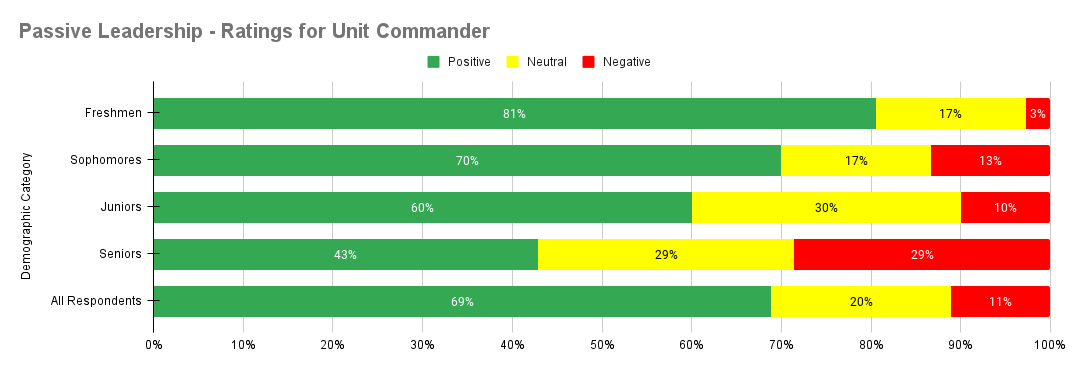 Passive Leadership - Ratings for Unit Commander
Positive Neutral Negative
Demographic Category
Freshmen 81% 17% 3%
Sophomores 70% 17% 13%
Juniors 60% 30% 10%
Seniors 43% 29% 29%
All Respondents 69% 20% 11%
0% 10% 20% 30% 40% 50% 60% 70% 80% 90% 100%